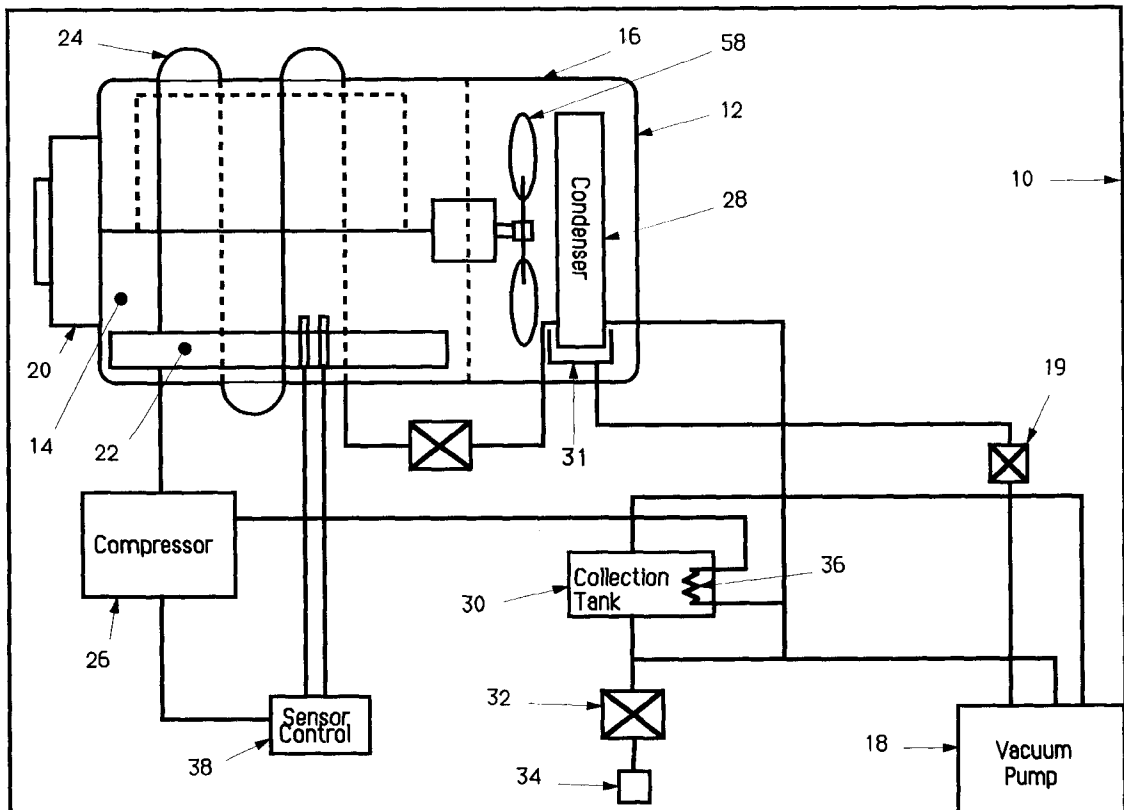 24
16
58
12
10
28
Condenser
20
14
22
31
19
Compressor
Collection
Tank
36
30
26
32
Sensor
Control
38
34
18
Vacuum
Pump